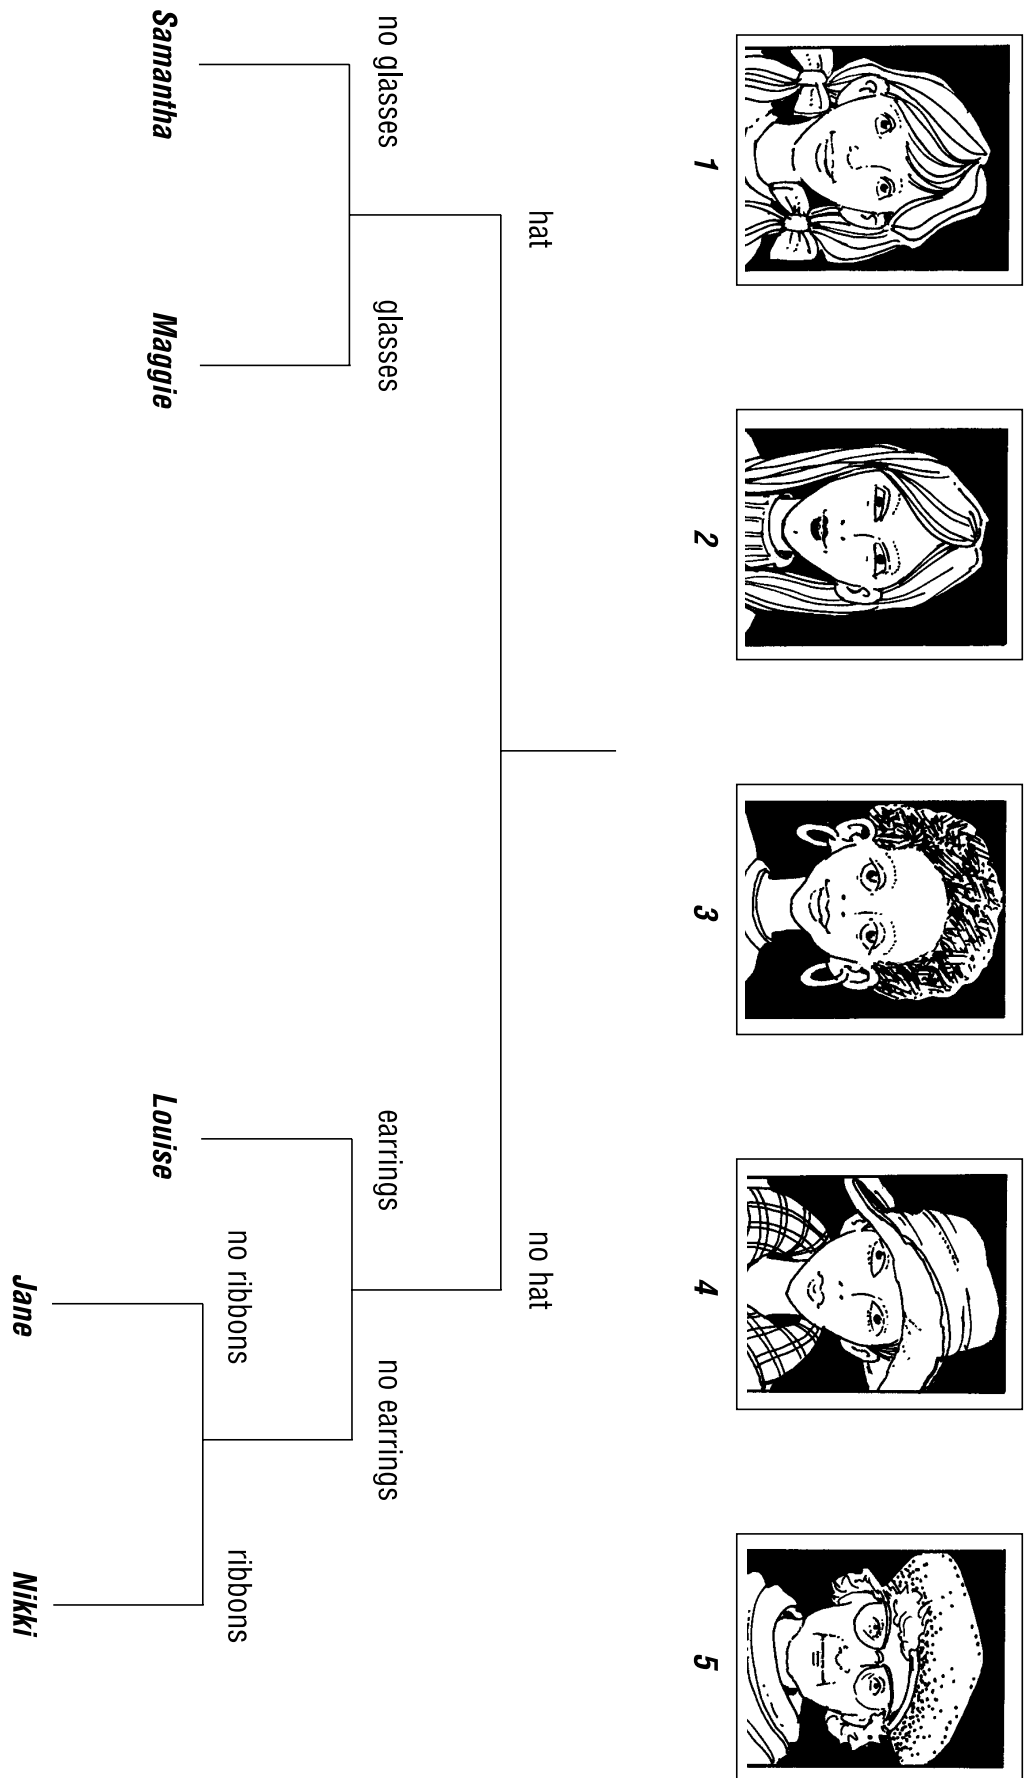 1
2
3
4
5
hat
no hat
no glasses
glasses
earrings
no earrings
Samantha
Maggie
Louise
no ribbons
ribbons
Jane
Nikki